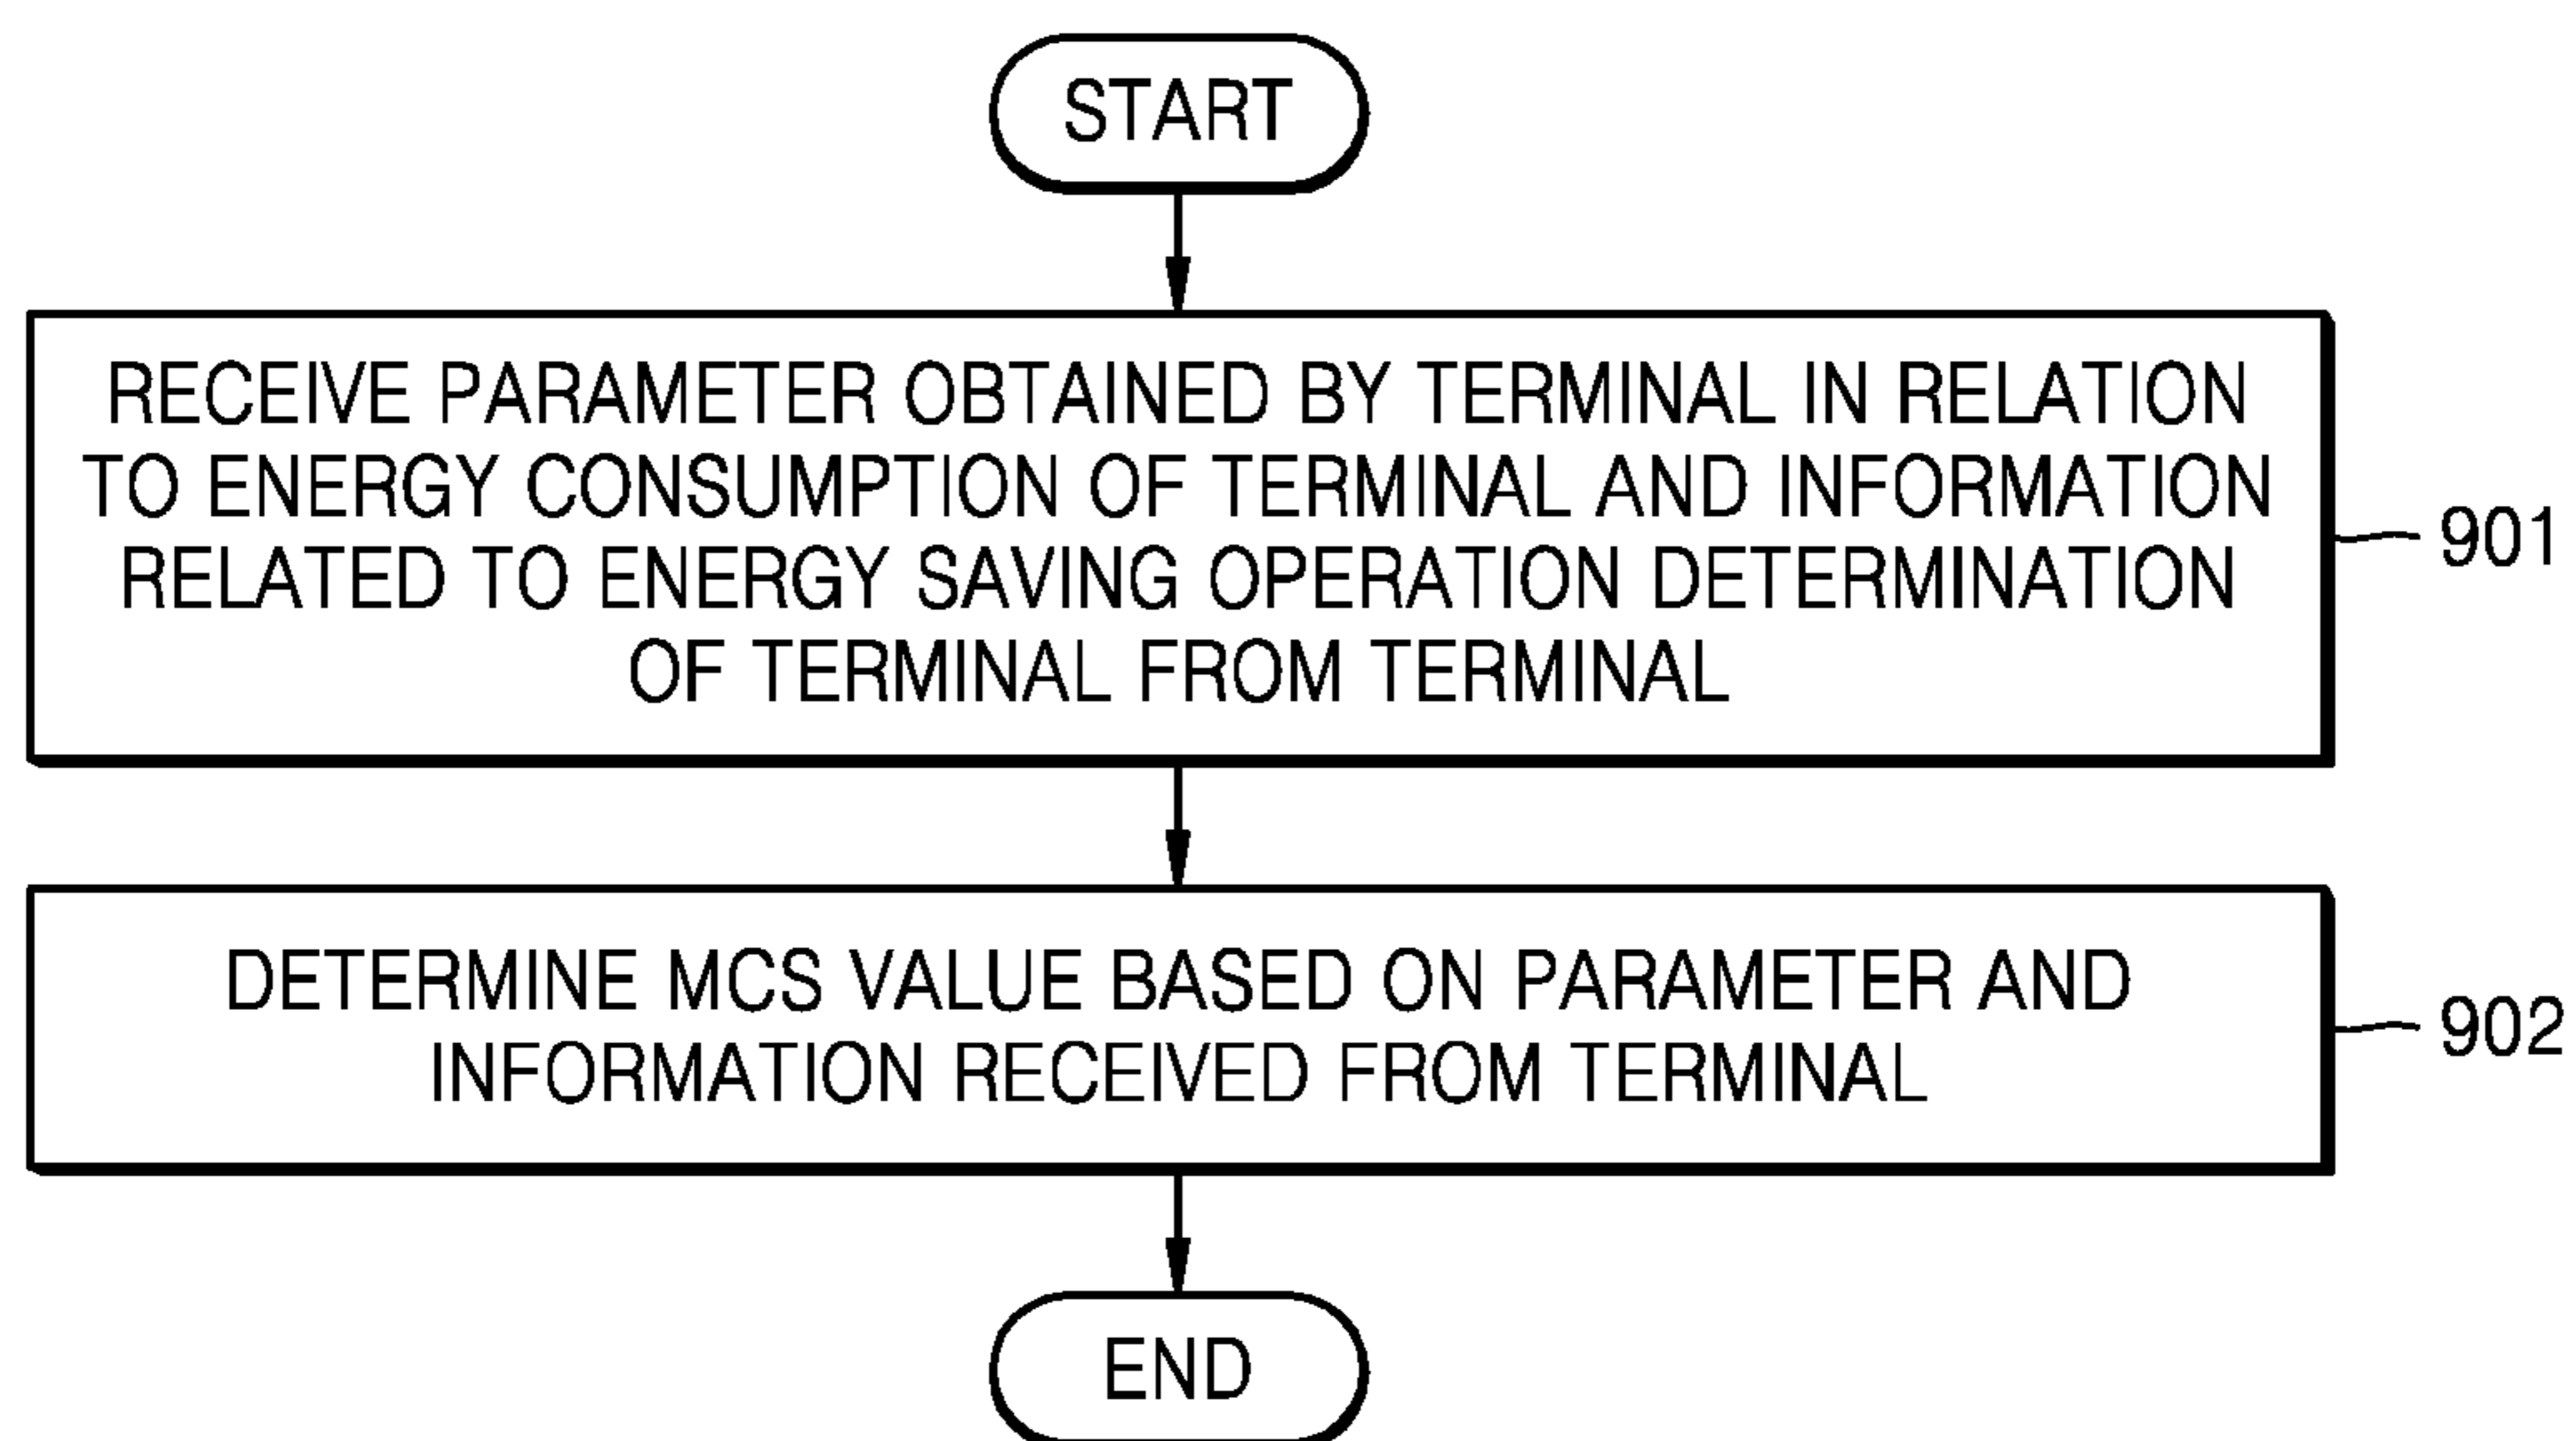 START
RECEIVE PARAMETER OBTAINED BY TERMINAL IN RELATION
TO ENERGY CONSUMPTION OF TERMINAL AND INFORMATION
RELATED TO ENERGY SAVING OPERATION DETERMINATION
OF TERMINAL FROM TERMINAL
901
DETERMINE MCS VALUE BASED ON PARAMETER AND
INFORMATION RECEIVED FROM TERMINAL
902
END